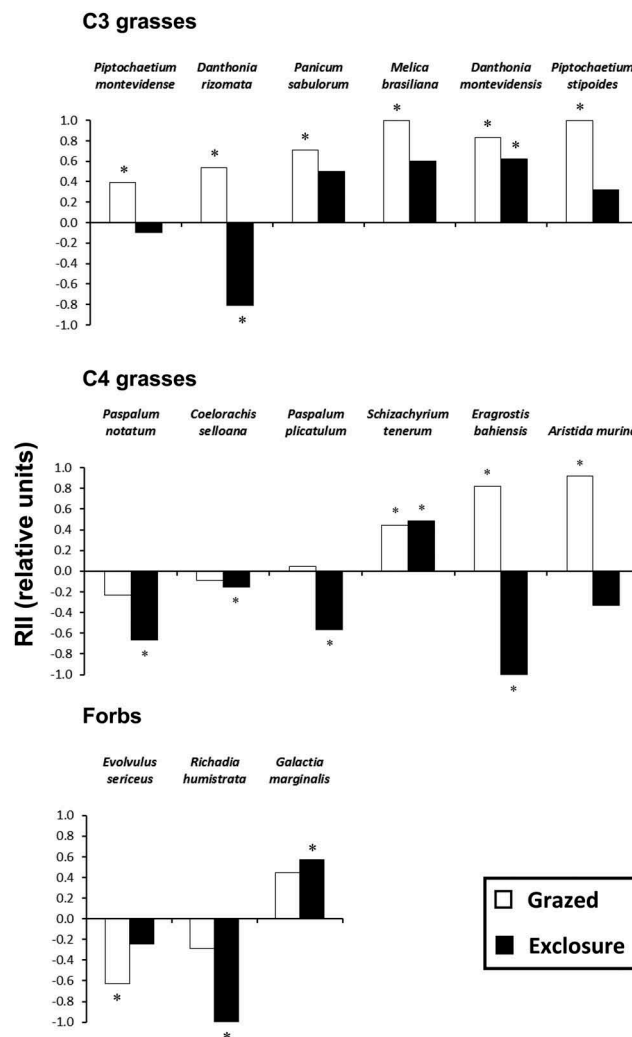 C3 grasses
Piptochaetium Danthonia Panicum Melica Danthonia Piptochaetium
montevidense rizomata sabulorum brasiliana montevidensis stipoides
* * * * * * *
1.0
0.8
0.6
0.4
0.2
0.0
-0.2
-0.4
-0.6
-0.8
-1.0
*
C4 grasses
Paspalum Coelorachis Paspalum Schizachyrium Eragrostis
notatum selloana plicatulum tenerum bahiensis Aristida murina
* * * *
1.0
0.8
0.6
0.4
0.2
0.0
-0.2
-0.4
-0.6
-0.8
-1.0
* * * *
RII (relative units)
Forbs
Evolvulus Richadia Galactia
sericeus humistrata marginalis
*
1.0
0.8
0.6
0.4
0.2
0.0
-0.2
-0.4
-0.6
-0.8
-1.0
* *
Grazed
Exclosure